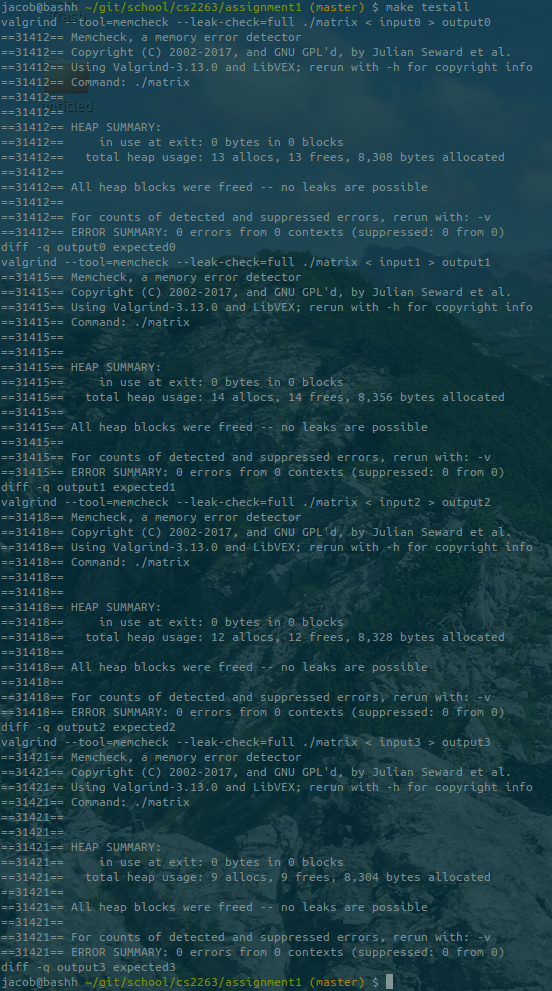 jacob@bashh ~/git/school/cs2263/assignment1 (master) $ make testall
valgrind --tool=memcheck --leak-check=full ./matrix < input0 > output0
==31412== Memcheck, a memory error detector
==31412== Copyright (C) 2002-2017, and GNU GPL'd, by Julian Seward et al.
==31412== Using Valgrind-3.13.0 and LibVEX; rerun with -h for copyright info
==31412== Command: ./matrix
==31412==
==31412==
==31412== HEAP SUMMARY:
==31412==     in use at exit: 0 bytes in 0 blocks
==31412==   total heap usage: 13 allocs, 13 frees, 8,308 bytes allocated
==31412==
==31412== All heap blocks were freed -- no leaks are possible
==31412==
==31412== For counts of detected and suppressed errors, rerun with: -v
==31412== ERROR SUMMARY: 0 errors from 0 contexts (suppressed: 0 from 0)
diff -q output0 expected0
valgrind --tool=memcheck --leak-check=full ./matrix < input1 > output1
==31415== Memcheck, a memory error detector
==31415== Copyright (C) 2002-2017, and GNU GPL'd, by Julian Seward et al.
==31415== Using Valgrind-3.13.0 and LibVEX; rerun with -h for copyright info
==31415== Command: ./matrix
==31415==
==31415==
==31415== HEAP SUMMARY:
==31415==     in use at exit: 0 bytes in 0 blocks
==31415==   total heap usage: 14 allocs, 14 frees, 8,356 bytes allocated
==31415==
==31415== All heap blocks were freed -- no leaks are possible
==31415==
==31415== For counts of detected and suppressed errors, rerun with: -v
==31415== ERROR SUMMARY: 0 errors from 0 contexts (suppressed: 0 from 0)
diff -q output1 expected1
valgrind --tool=memcheck --leak-check=full ./matrix < input2 > output2
==31418== Memcheck, a memory error detector
==31418== Copyright (C) 2002-2017, and GNU GPL'd, by Julian Seward et al.
==31418== Using Valgrind-3.13.0 and LibVEX; rerun with -h for copyright info
==31418== Command: ./matrix
==31418==
==31418==
==31418== HEAP SUMMARY:
==31418==     in use at exit: 0 bytes in 0 blocks
==31418==   total heap usage: 12 allocs, 12 frees, 8,328 bytes allocated
==31418==
==31418== All heap blocks were freed -- no leaks are possible
==31418==
==31418== For counts of detected and suppressed errors, rerun with: -v
==31418== ERROR SUMMARY: 0 errors from 0 contexts (suppressed: 0 from 0)
diff -q output2 expected2
valgrind --tool=memcheck --leak-check=full ./matrix < input3 > output3
==31421== Memcheck, a memory error detector
==31421== Copyright (C) 2002-2017, and GNU GPL'd, by Julian Seward et al.
==31421== Using Valgrind-3.13.0 and LibVEX; rerun with -h for copyright info
==31421== Command: ./matrix
==31421==
==31421==
==31421== HEAP SUMMARY:
==31421==     in use at exit: 0 bytes in 0 blocks
==31421==   total heap usage: 9 allocs, 9 frees, 8,304 bytes allocated
==31421==
==31421== All heap blocks were freed -- no leaks are possible
==31421==
==31421== For counts of detected and suppressed errors, rerun with: -v
==31421== ERROR SUMMARY: 0 errors from 0 contexts (suppressed: 0 from 0)
diff -q output3 expected3
jacob@bashh ~/git/school/cs2263/assignment1 (master) $